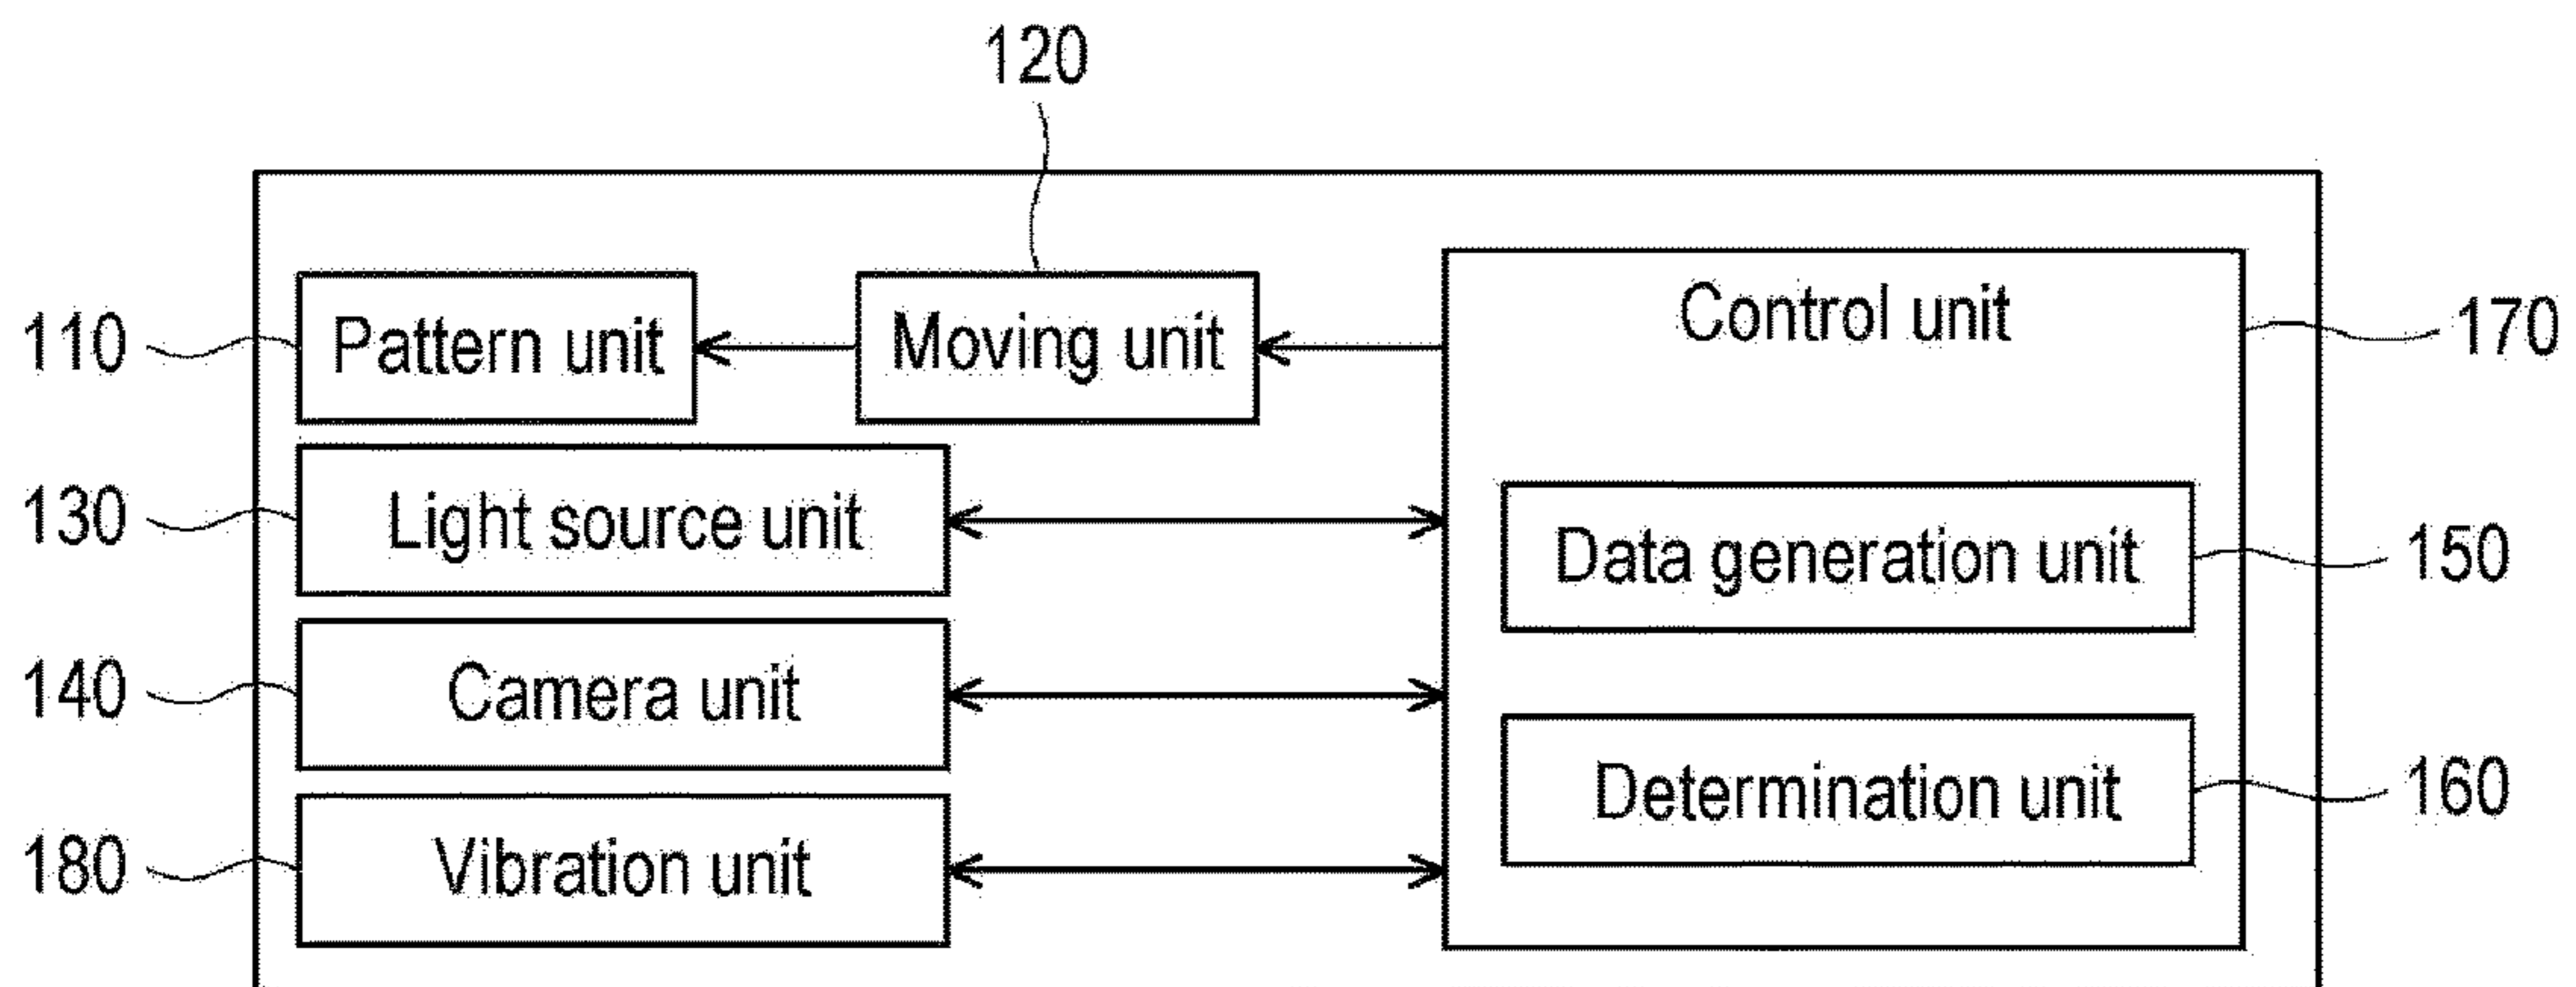 120
110
Pattern unit
Moving unit
Control unit
170
130
Light source unit
Data generation unit
150
140
Camera unit
Determination unit
160
180
Vibration unit